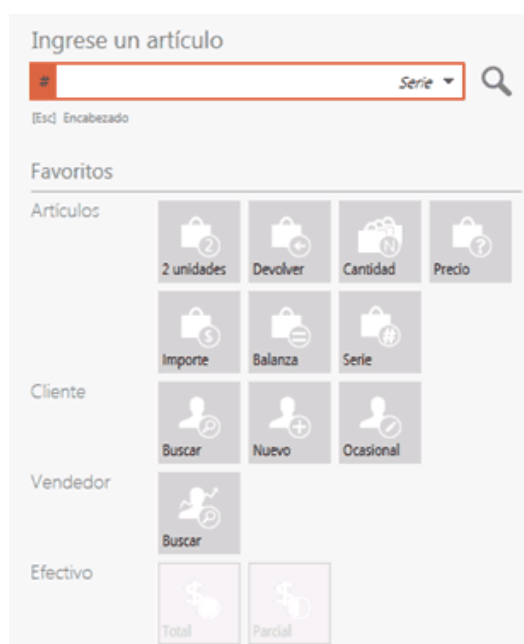 Ingrese un artículo
# Serie
[Esc] Encabezado
Favoritos
Artículos
2 unidades Devolver Cantidad Precio
Importe Balanza Serie
Cliente
Buscar Nuevo Ocasional
Vendedor
Buscar
Efectivo
Total Parcial